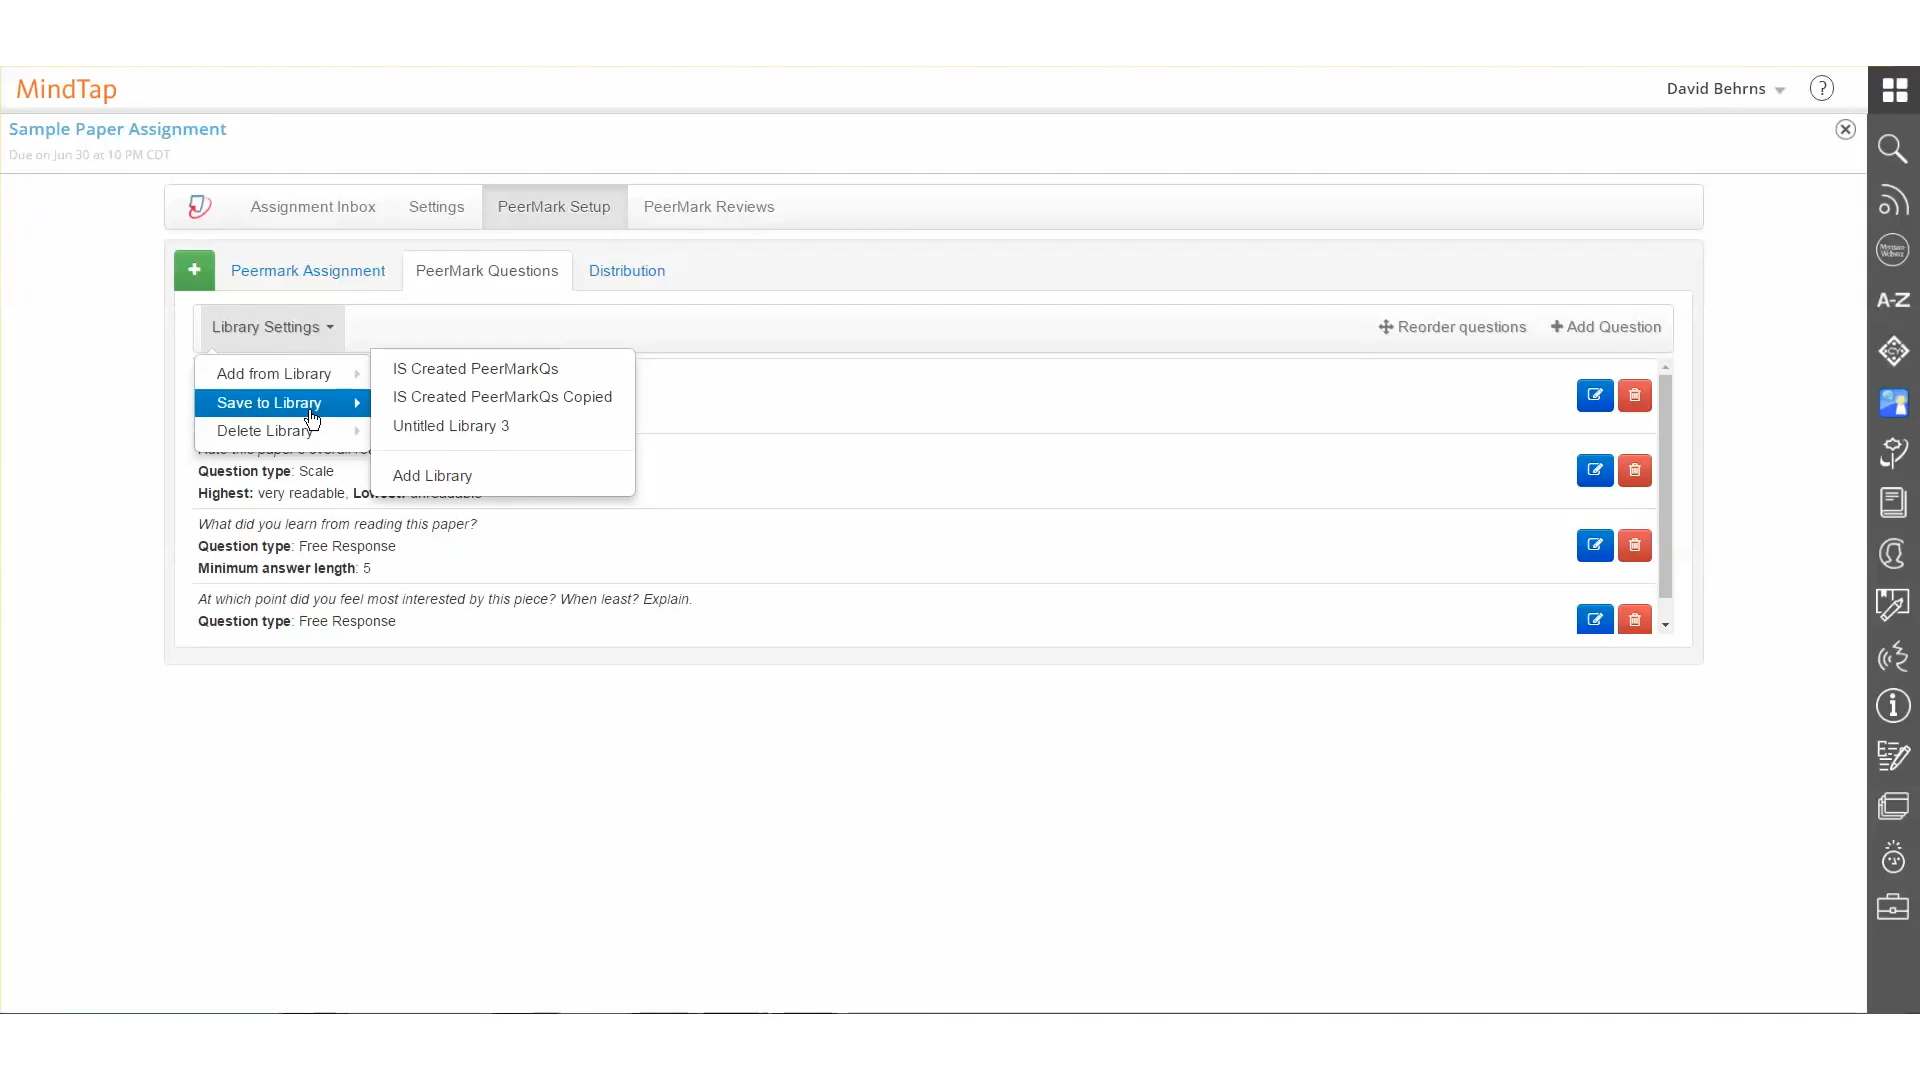 MindTap
David Behrns
?
Sample Paper Assignment
Due on Jun 30 at 10 PM CDT
Assignment Inbox
Settings
PeerMark Setup
PeerMark Reviews
+
Peermark Assignment
PeerMark Questions
Distribution
Library Settings
Reorder questions
Add Question
Add from Library
Save to Library
Delete Library
IS Created PeerMarkQs
IS Created PeerMarkQs Copied
Untitled Library 3
Add Library
Question type: Scale
Highest: very readable,
What did you learn from reading this paper?
Question type: Free Response
Minimum answer length: 5
At which point did you feel most interested by this piece? When least? Explain.
Question type: Free Response
A-Z